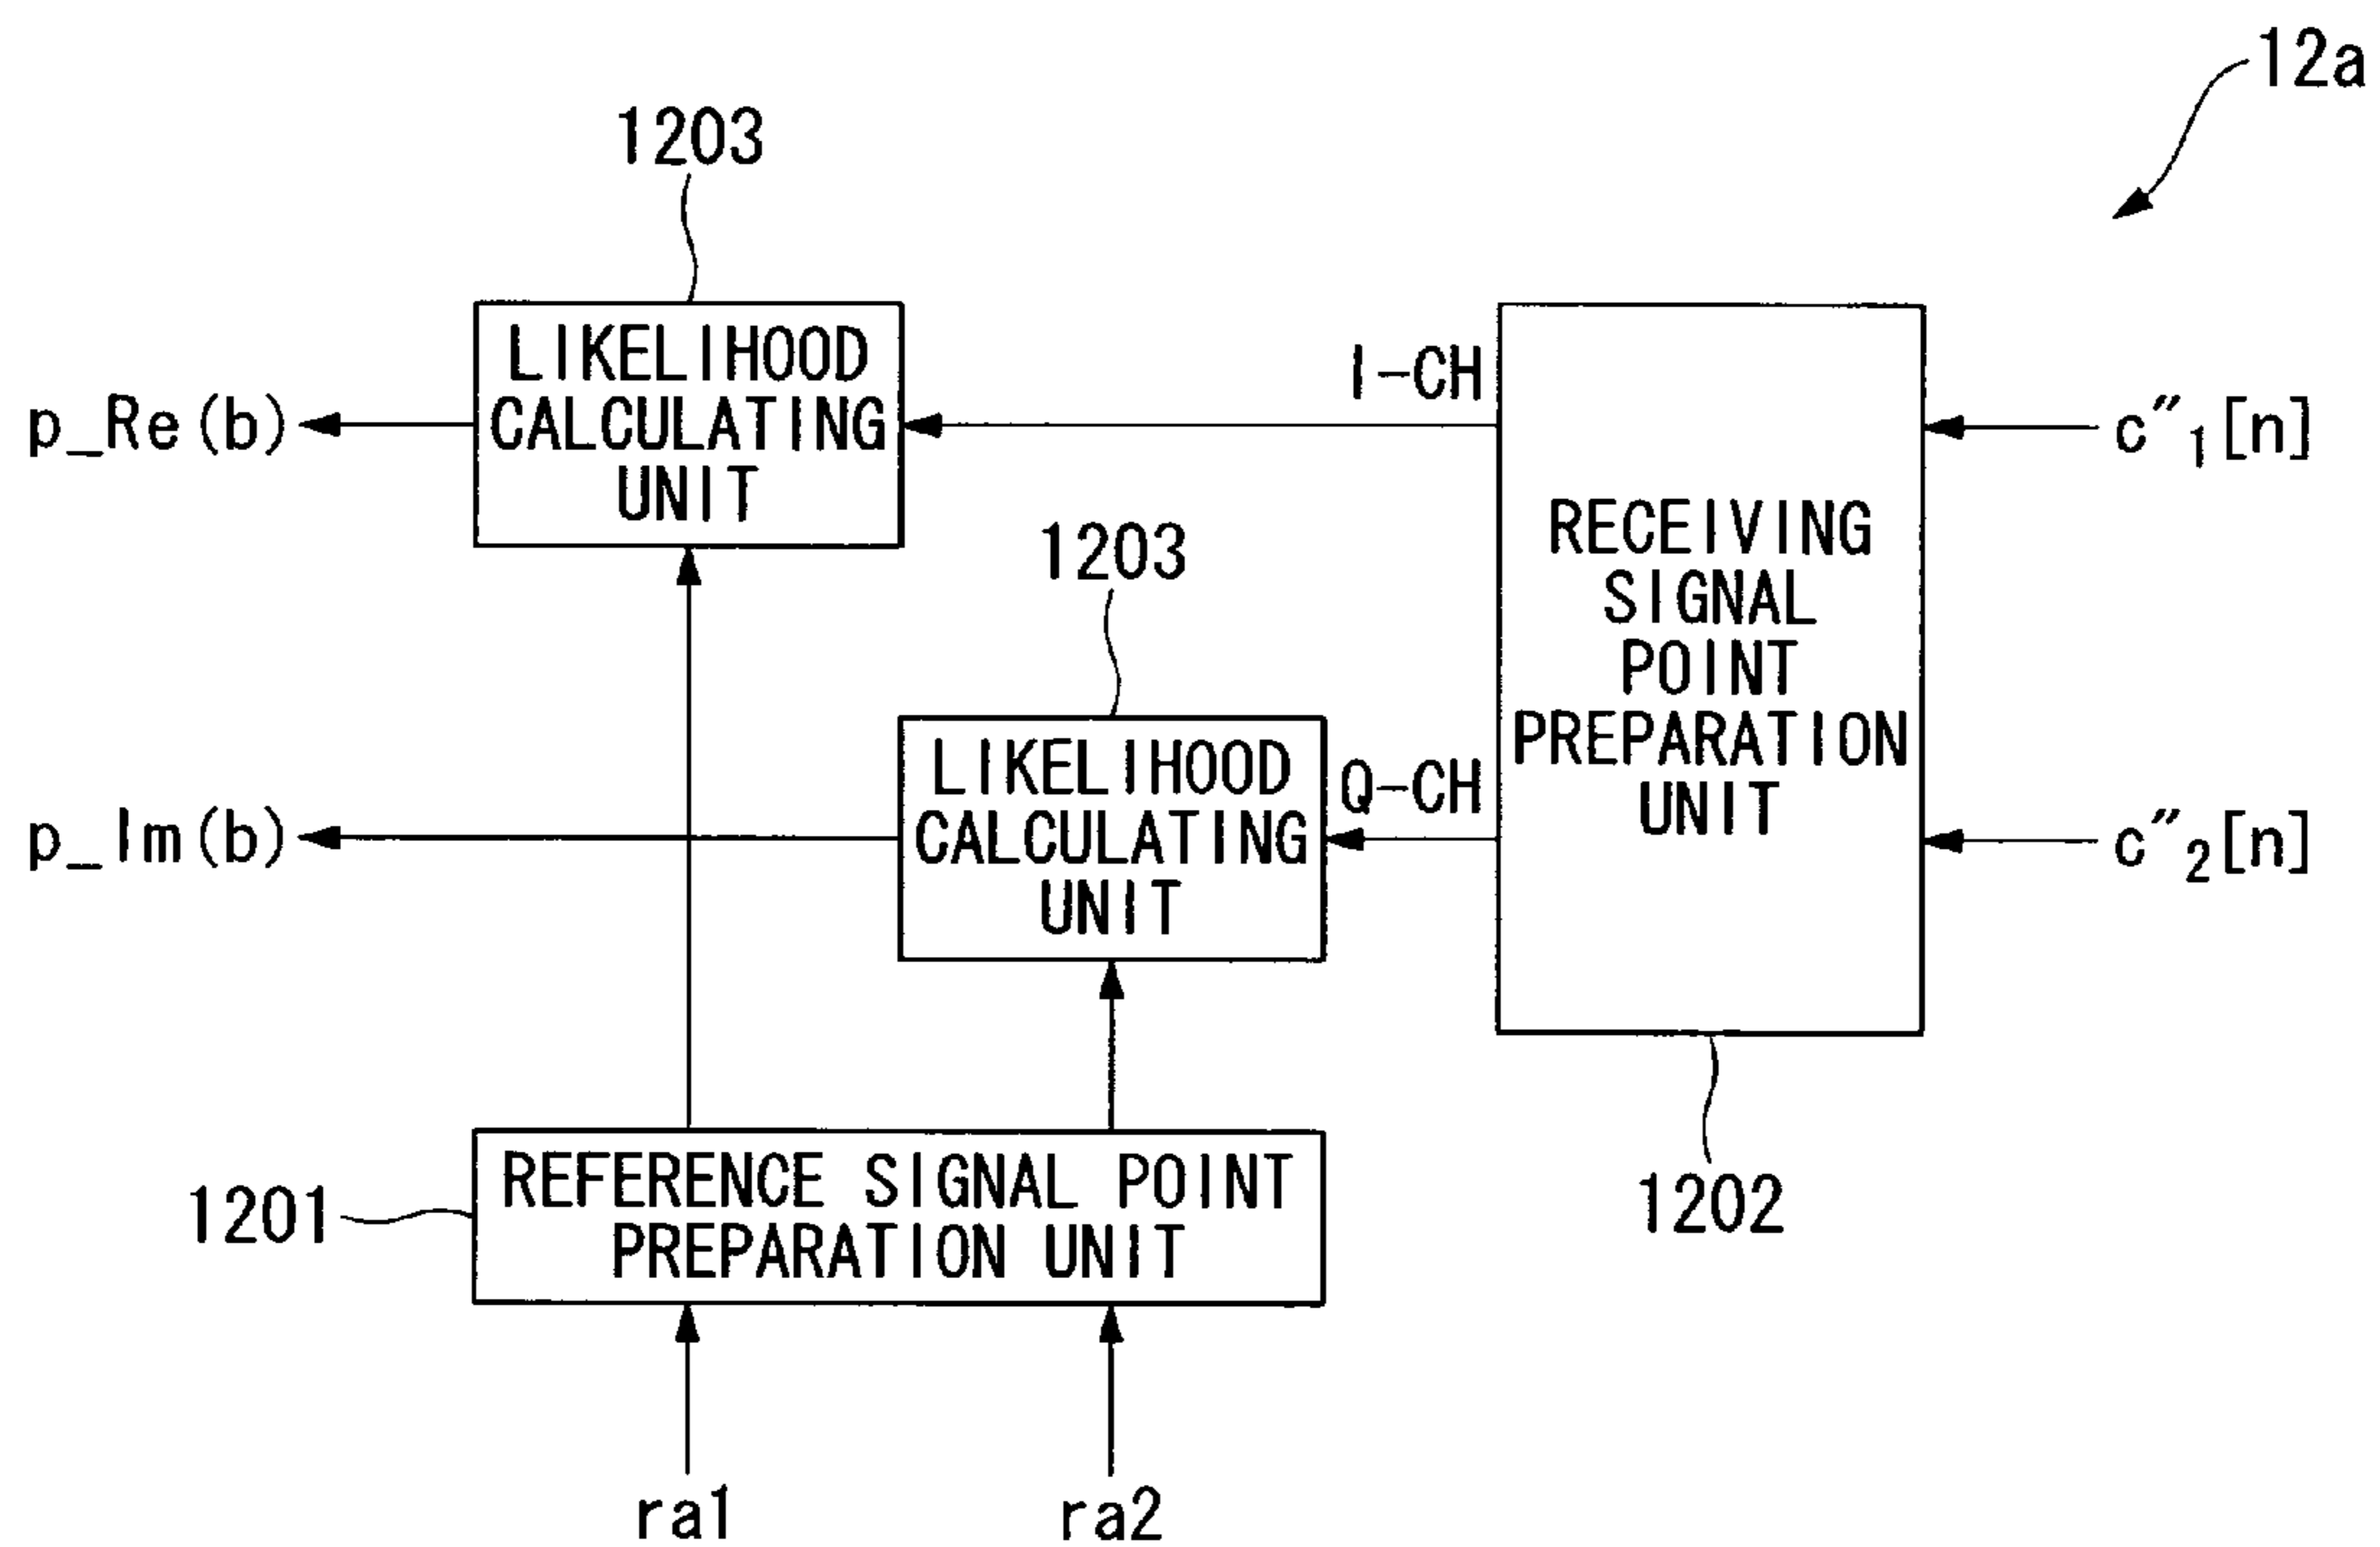 12a
1203
LIKELIHOOD
CALCULATING
UNIT
I-CH
p_Re(b)
c″1[n]
1203
RECEIVING
SIGNAL
POINT
PREPARATION
UNIT
LIKELIHOOD
CALCULATING
UNIT
Q-CH
p_Im(b)
c″2[n]
1202
1201
REFERENCE SIGNAL POINT
PREPARATION UNIT
ra1
ra2